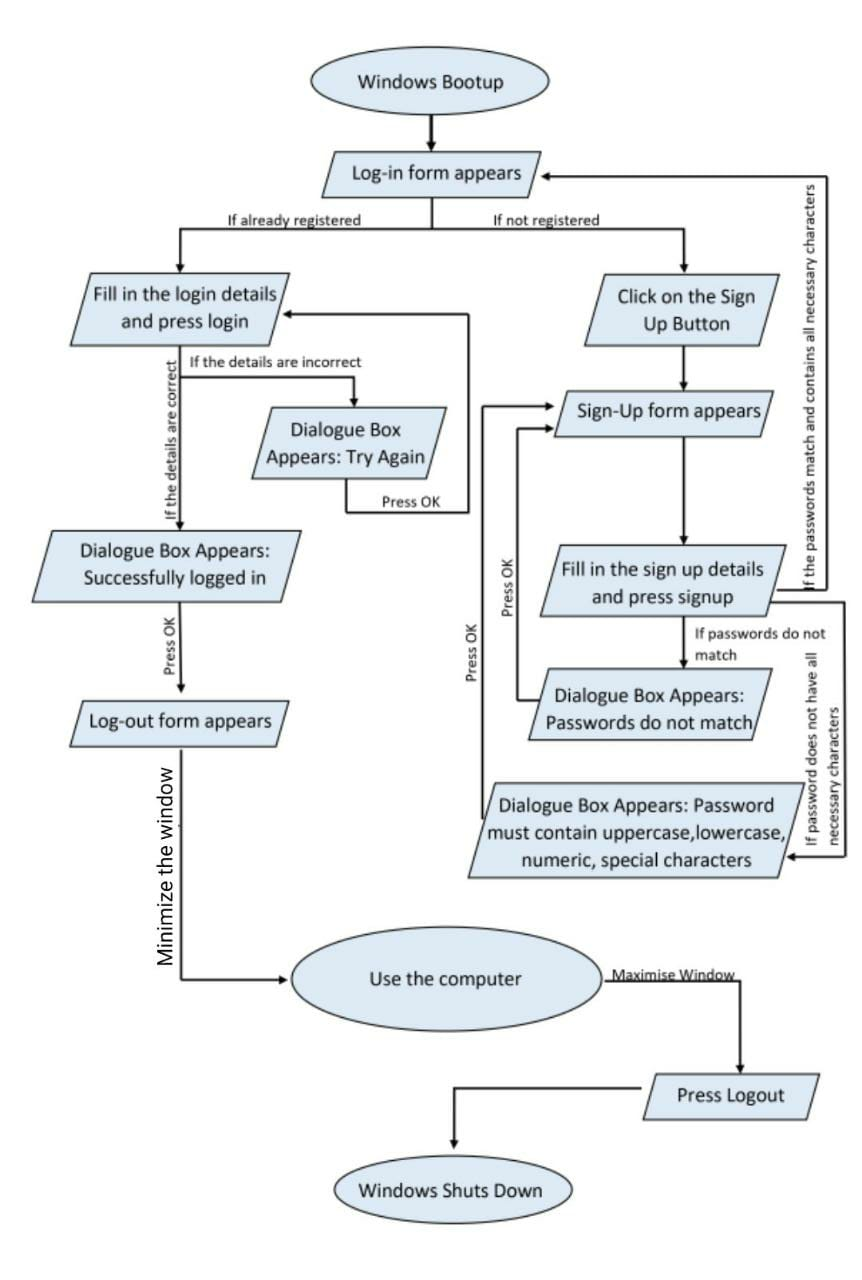 Windows Bootup
Log-in form appears
If already registered
If not registered
Fill in the login details
and press login
Click on the Sign
Up Button
If the details are incorrect
If the details are correct
Dialogue Box
Appears: Try Again
Press OK
Sign-Up form appears
If the passwords match and contains all necessary characters
Dialogue Box Appears:
Successfully logged in
Press OK
Fill in the sign up details
and press signup
Press OK
Press OK
If passwords do not
match
Dialogue Box Appears:
Passwords do not match
If password does not have all
necessary characters
Log-out form appears
Dialogue Box Appears: Password
must contain uppercase,lowercase,
numeric, special characters
Minimize the window
Use the computer
Maximise Window
Press Logout
Windows Shuts Down